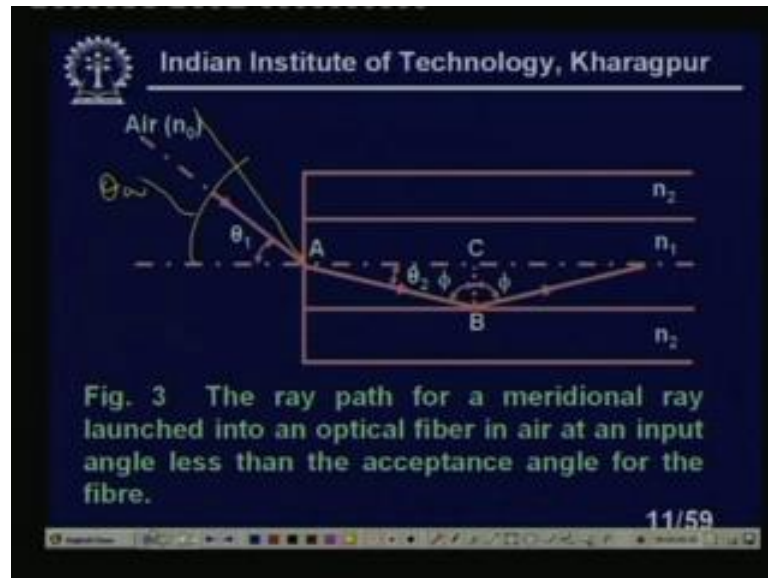 Indian Institute of Technology, Kharagpur
Air (n₀)
θa
n₂
θ₁
A
C
n₁
θ₂ ϕ ϕ
B
n₂
Fig. 3 The ray path for a meridional ray
launched into an optical fiber in air at an input
angle less than the acceptance angle for the
fibre.
11/59